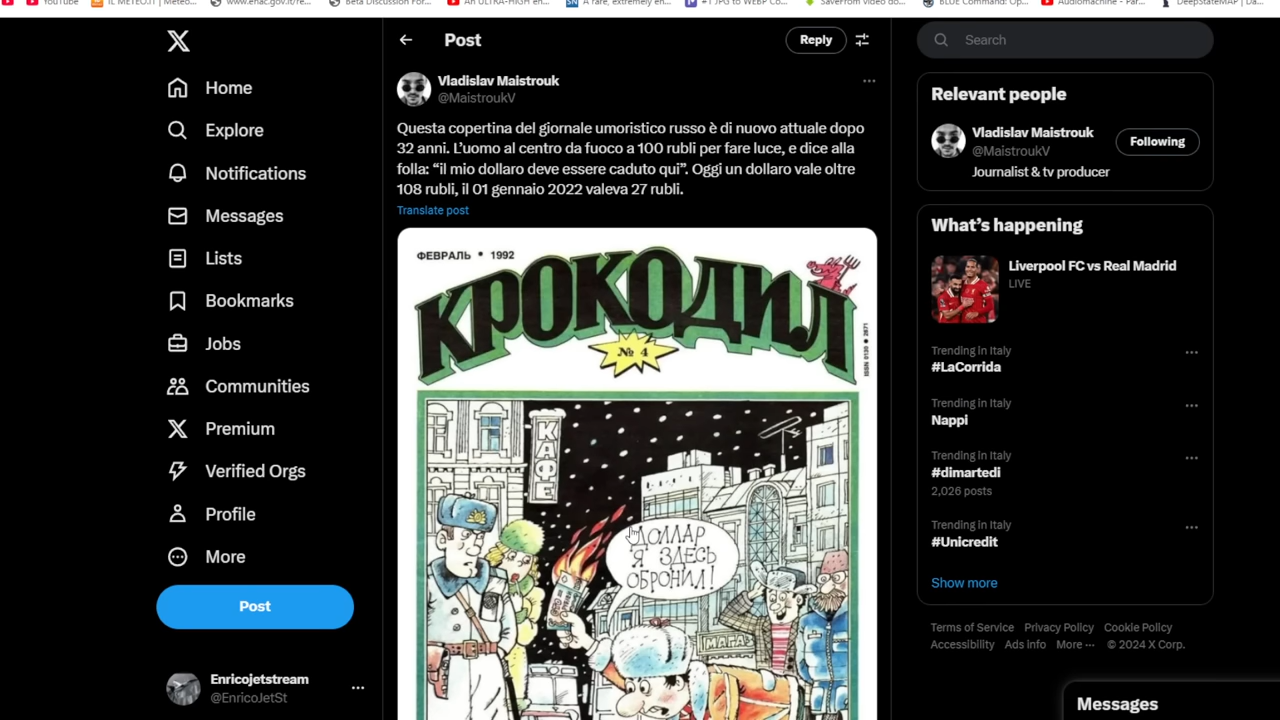 YouTube
IL METEO.IT | Meteo...
www.enac.gov.it/re...
Beta Discussion For...
An ULTRA-HIGH en...
A rare, extremely en...
#1 JPG to WEBP Co...
SaveFrom video do...
BLUE Command: Op...
Audiomachine - Par...
DeepStateMAP | Da...
Home
Explore
Notifications
Messages
Lists
Bookmarks
Jobs
Communities
Premium
Verified Orgs
Profile
More
Post
Enricojetstream
@EnricoJetSt
Post
Reply
Vladislav Maistrouk
@MaistroukV
Questa copertina del giornale umoristico russo è di nuovo attuale dopo
32 anni. L’uomo al centro da fuoco a 100 rubli per fare luce, e dice alla
folla: “il mio dollaro deve essere caduto qui”. Oggi un dollaro vale oltre
108 rubli, il 01 gennaio 2022 valeva 27 rubli.
Translate post
ФЕВРАЛЬ • 1992
КРОКОДИЛ
№ 4
ISSN 0130 • 2671
КАФЕ
ДОЛЛАР
Я ЗДЕСЬ
ОБРОНИЛ!
МАГА
Search
Relevant people
Vladislav Maistrouk
@MaistroukV
Following
Journalist & tv producer
What’s happening
Liverpool FC vs Real Madrid
LIVE
Trending in Italy
#LaCorrida
Trending in Italy
Nappi
Trending in Italy
#dimartedi
2,026 posts
Trending in Italy
#Unicredit
Show more
Terms of Service Privacy Policy Cookie Policy
Accessibility Ads info More ··· © 2024 X Corp.
Messages